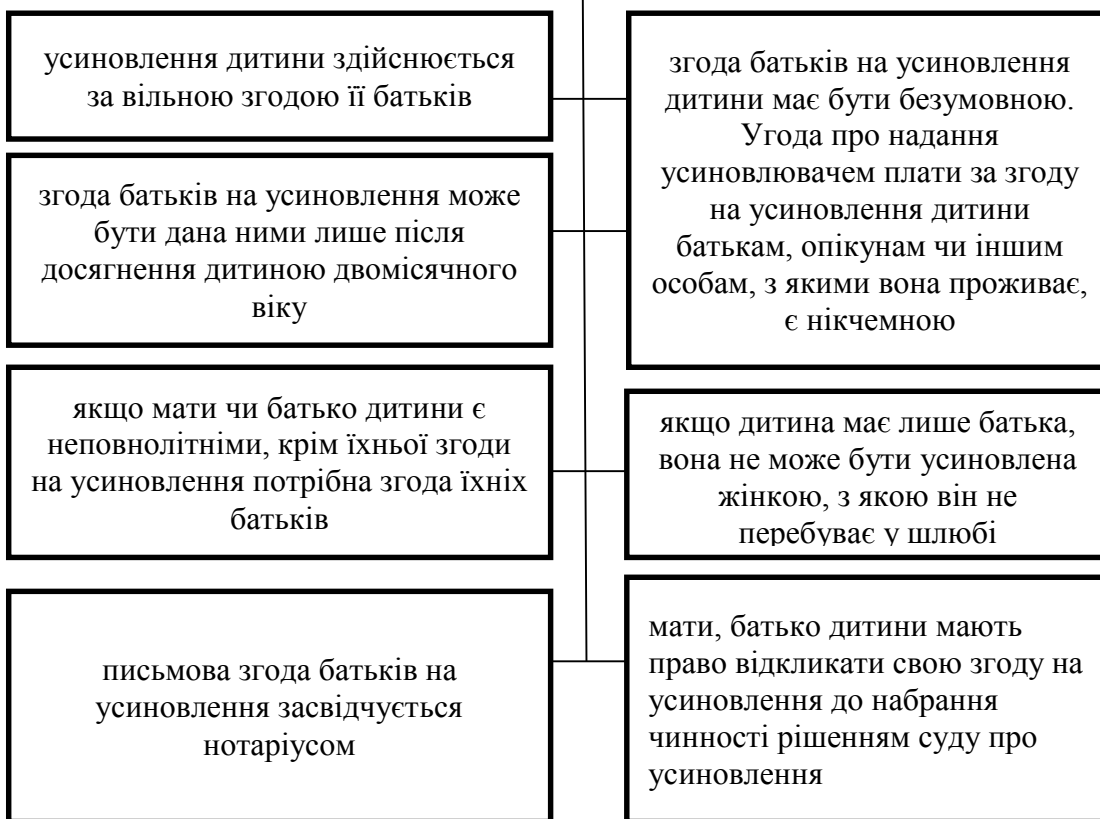 усиновлення дитини здійснюється
за вільною згодою її батьків
згода батьків на усиновлення
дитини має бути безумовною.
Угода про надання
усиновлювачем плати за згоду
на усиновлення дитини
батькам, опікунам чи іншим
особам, з якими вона проживає,
є нікчемною
згода батьків на усиновлення може
бути дана ними лише після
досягнення дитиною двомісячного
віку
якщо мати чи батько дитини є
неповнолітніми, крім їхньої згоди
на усиновлення потрібна згода їхніх
батьків
якщо дитина має лише батька,
вона не може бути усиновлена
жінкою, з якою він не
перебуває у шлюбі
письмова згода батьків на
усиновлення засвідчується
нотаріусом
мати, батько дитини мають
право відкликати свою згоду на
усиновлення до набрання
чинності рішенням суду про
усиновлення